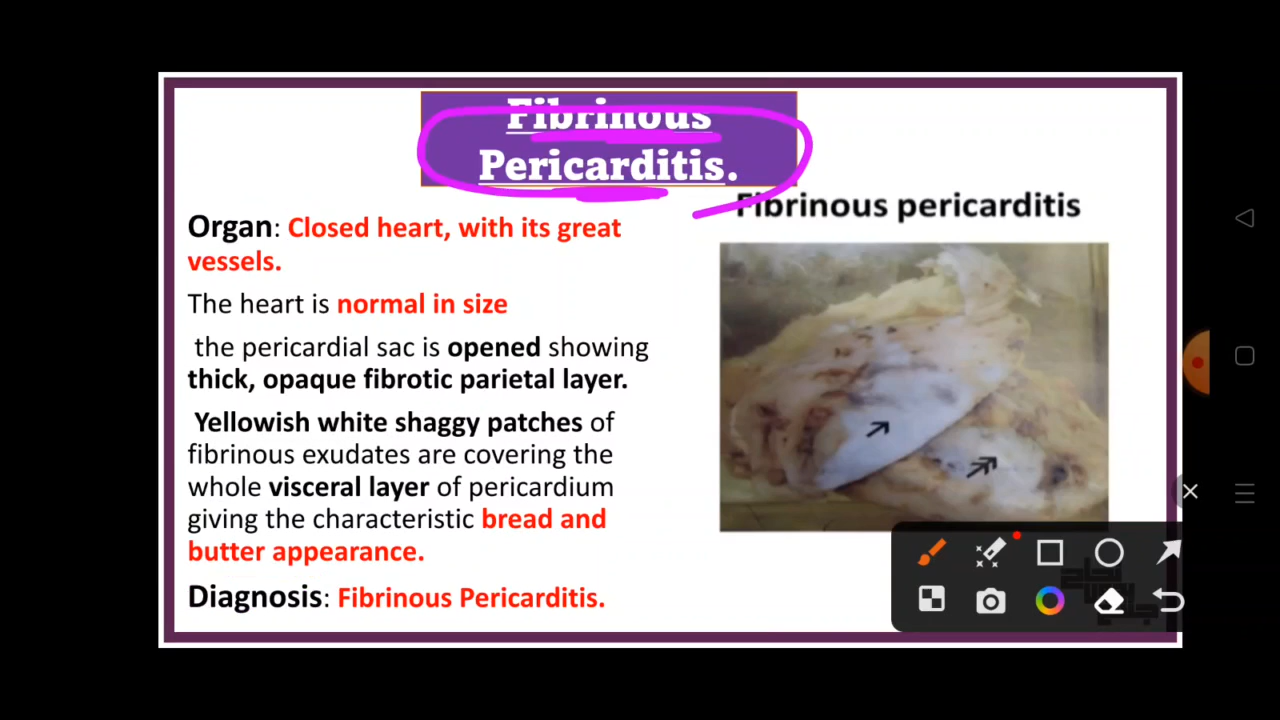 Fibrinous
Pericarditis.
Fibrinous pericarditis
Organ: Closed heart, with its great
vessels.
The heart is normal in size
the pericardial sac is opened showing
thick, opaque fibrotic parietal layer.
Yellowish white shaggy patches of
fibrinous exudates are covering the
whole visceral layer of pericardium
giving the characteristic bread and
butter appearance.
Diagnosis: Fibrinous Pericarditis.